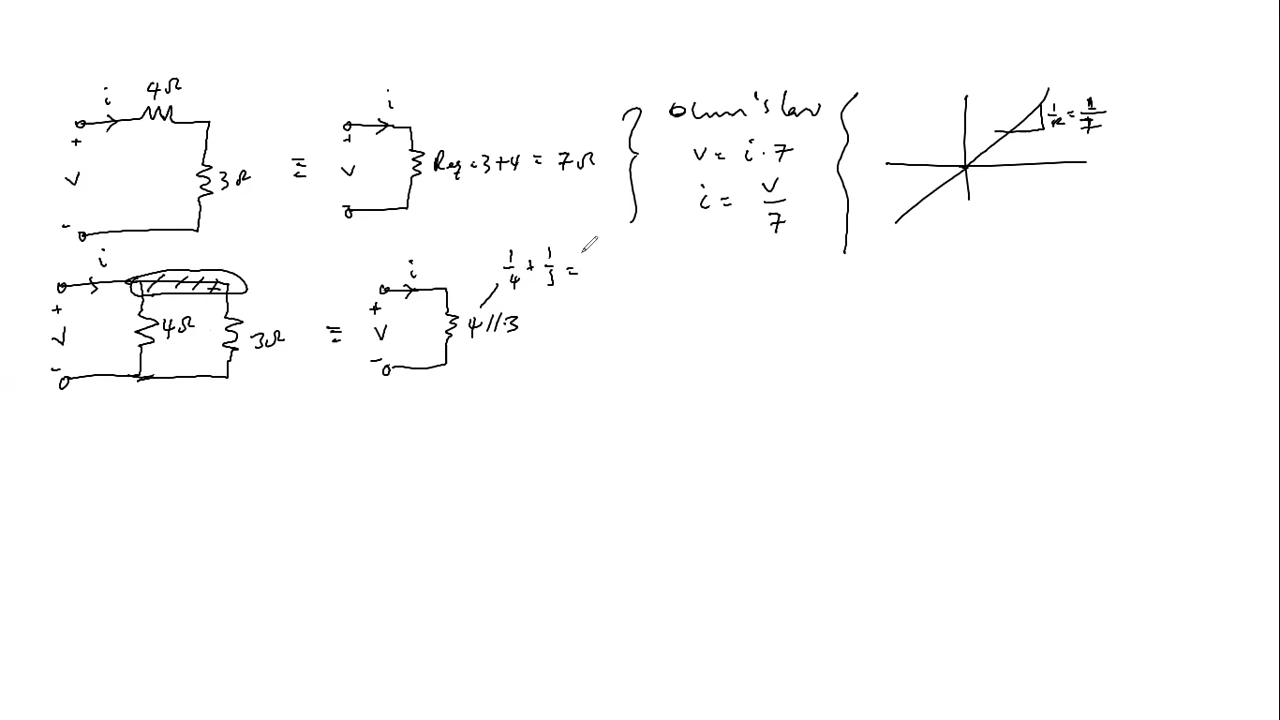 i 4Ω
+
V 3Ω
-
≡
i
+
V Req = 3+4 = 7Ω
-
Ohm's law
V = i · 7
i = V/7
1/R = 1/7
i
+
V 4Ω 3Ω
-
≡
i
+
V 4//3
-
1/4 + 1/3 =